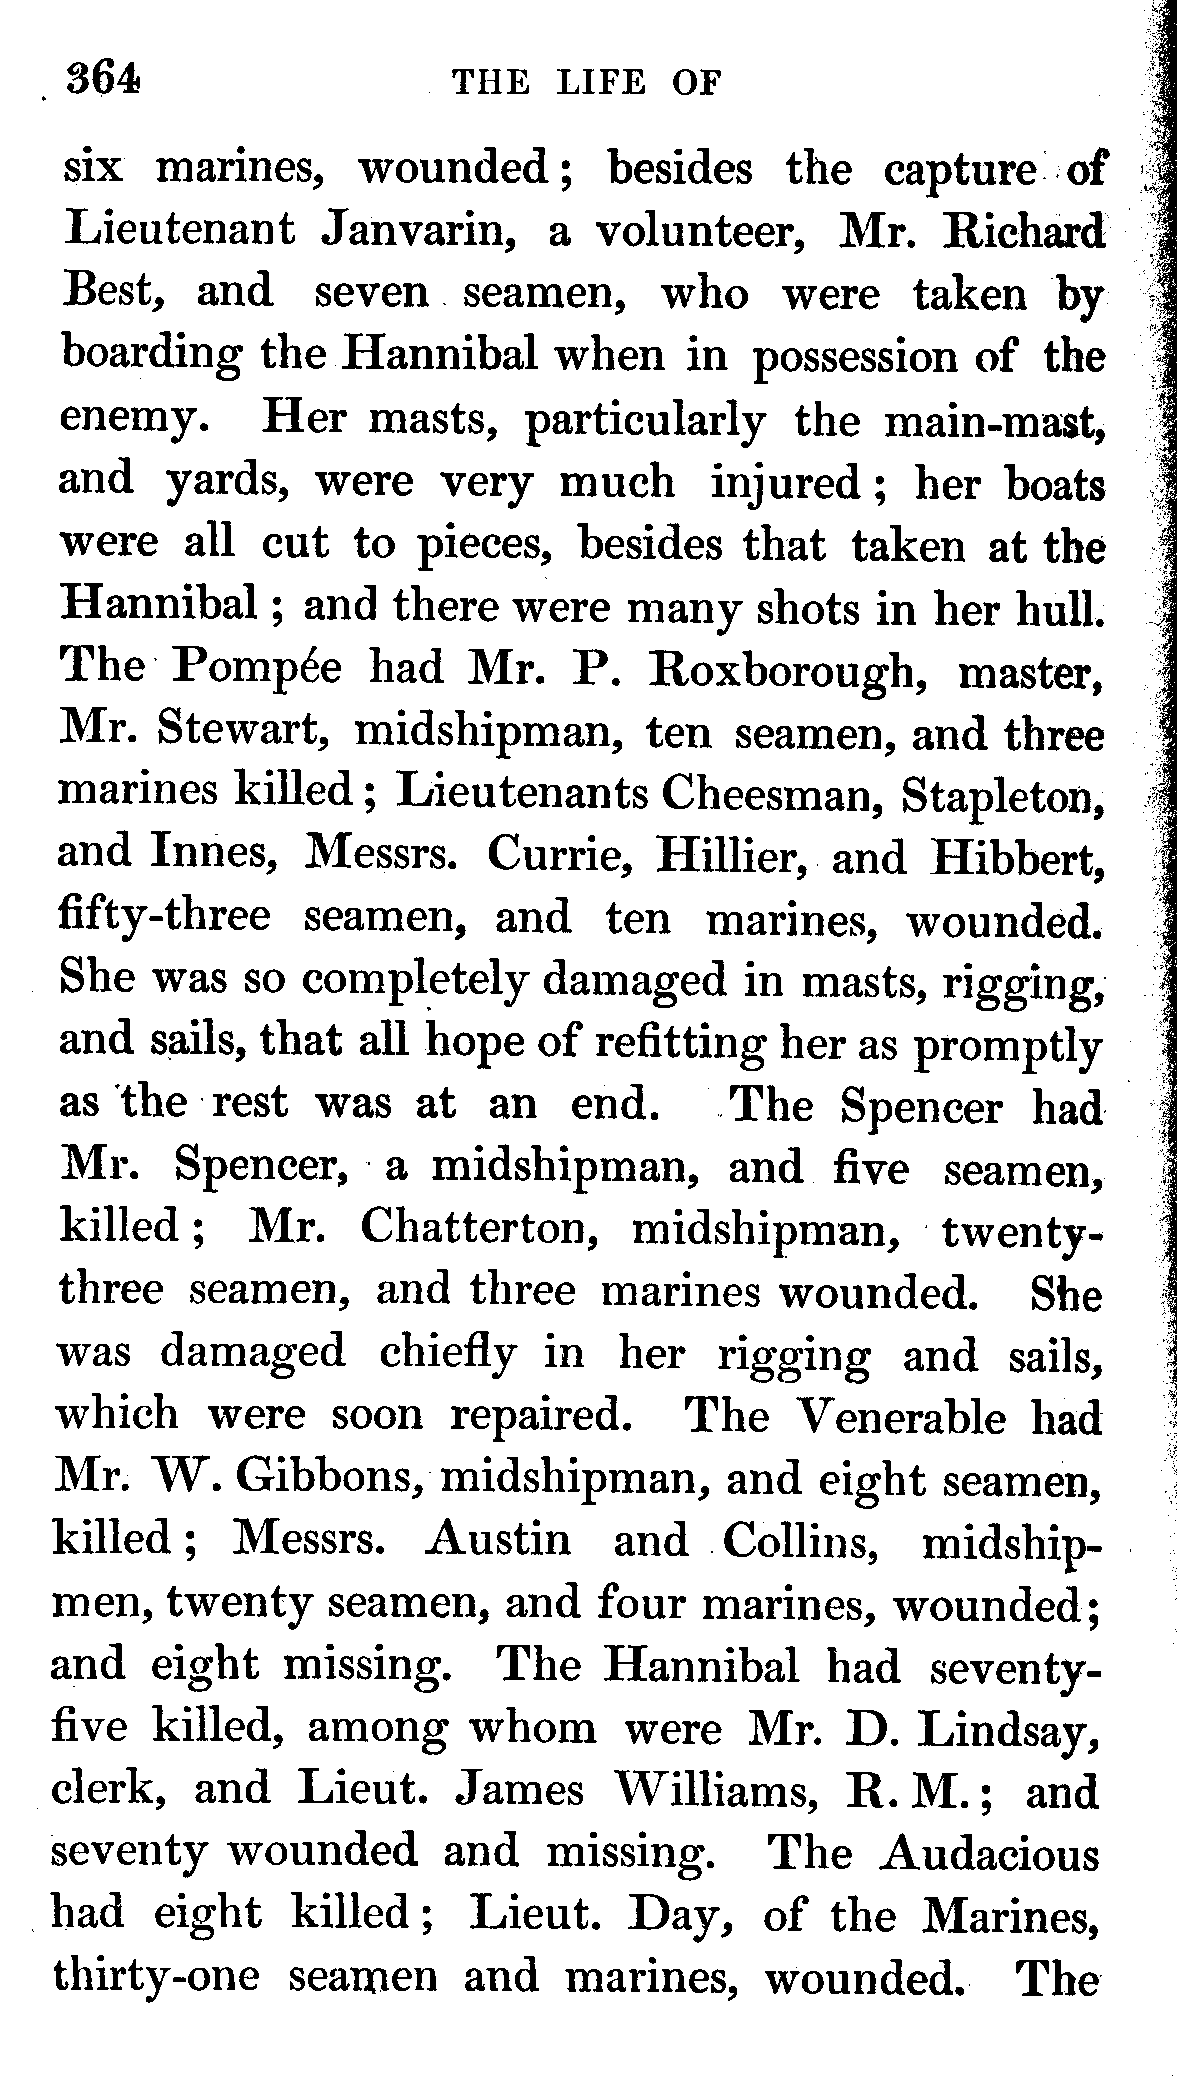 364 THE LIFE OF
six marines, wounded ; besides the capture of
Lieutenant Janvarin, a volunteer, Mr. Richard
Best, and seven seamen, who were taken by
boarding the Hannibal when in possession of the
enemy. Her masts, particularly the main-mast,
and yards, were very much injured ; her boats
were all cut to pieces, besides that taken at the
Hannibal ; and there were many shots in her hull.
The Pompée had Mr. P. Roxborough, master,
Mr. Stewart, midshipman, ten seamen, and three
marines killed ; Lieutenants Cheesman, Stapleton,
and Innes, Messrs. Currie, Hillier, and Hibbert,
fifty-three seamen, and ten marines, wounded.
She was so completely damaged in masts, rigging,
and sails, that all hope of refitting her as promptly
as the rest was at an end. The Spencer had
Mr. Spencer, a midshipman, and five seamen,
killed ; Mr. Chatterton, midshipman, twenty-
three seamen, and three marines wounded. She
was damaged chiefly in her rigging and sails,
which were soon repaired. The Venerable had
Mr. W. Gibbons, midshipman, and eight seamen,
killed ; Messrs. Austin and Collins, midship-
men, twenty seamen, and four marines, wounded;
and eight missing. The Hannibal had seventy-
five killed, among whom were Mr. D. Lindsay,
clerk, and Lieut. James Williams, R. M. ; and
seventy wounded and missing. The Audacious
had eight killed ; Lieut. Day, of the Marines,
thirty-one seamen and marines, wounded. The